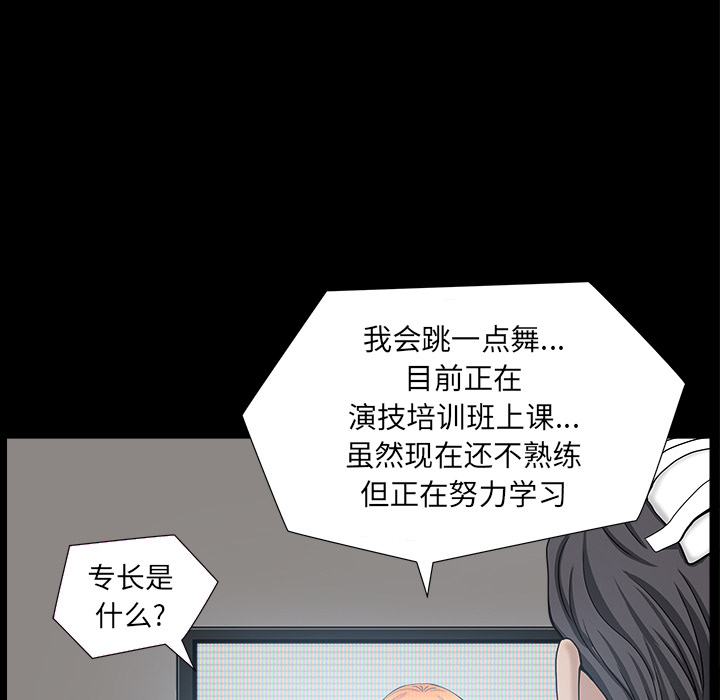 专长是
什么?
我会跳一点舞...
目前正在
演技培训班上课...
虽然现在还不熟练
但正在努力学习